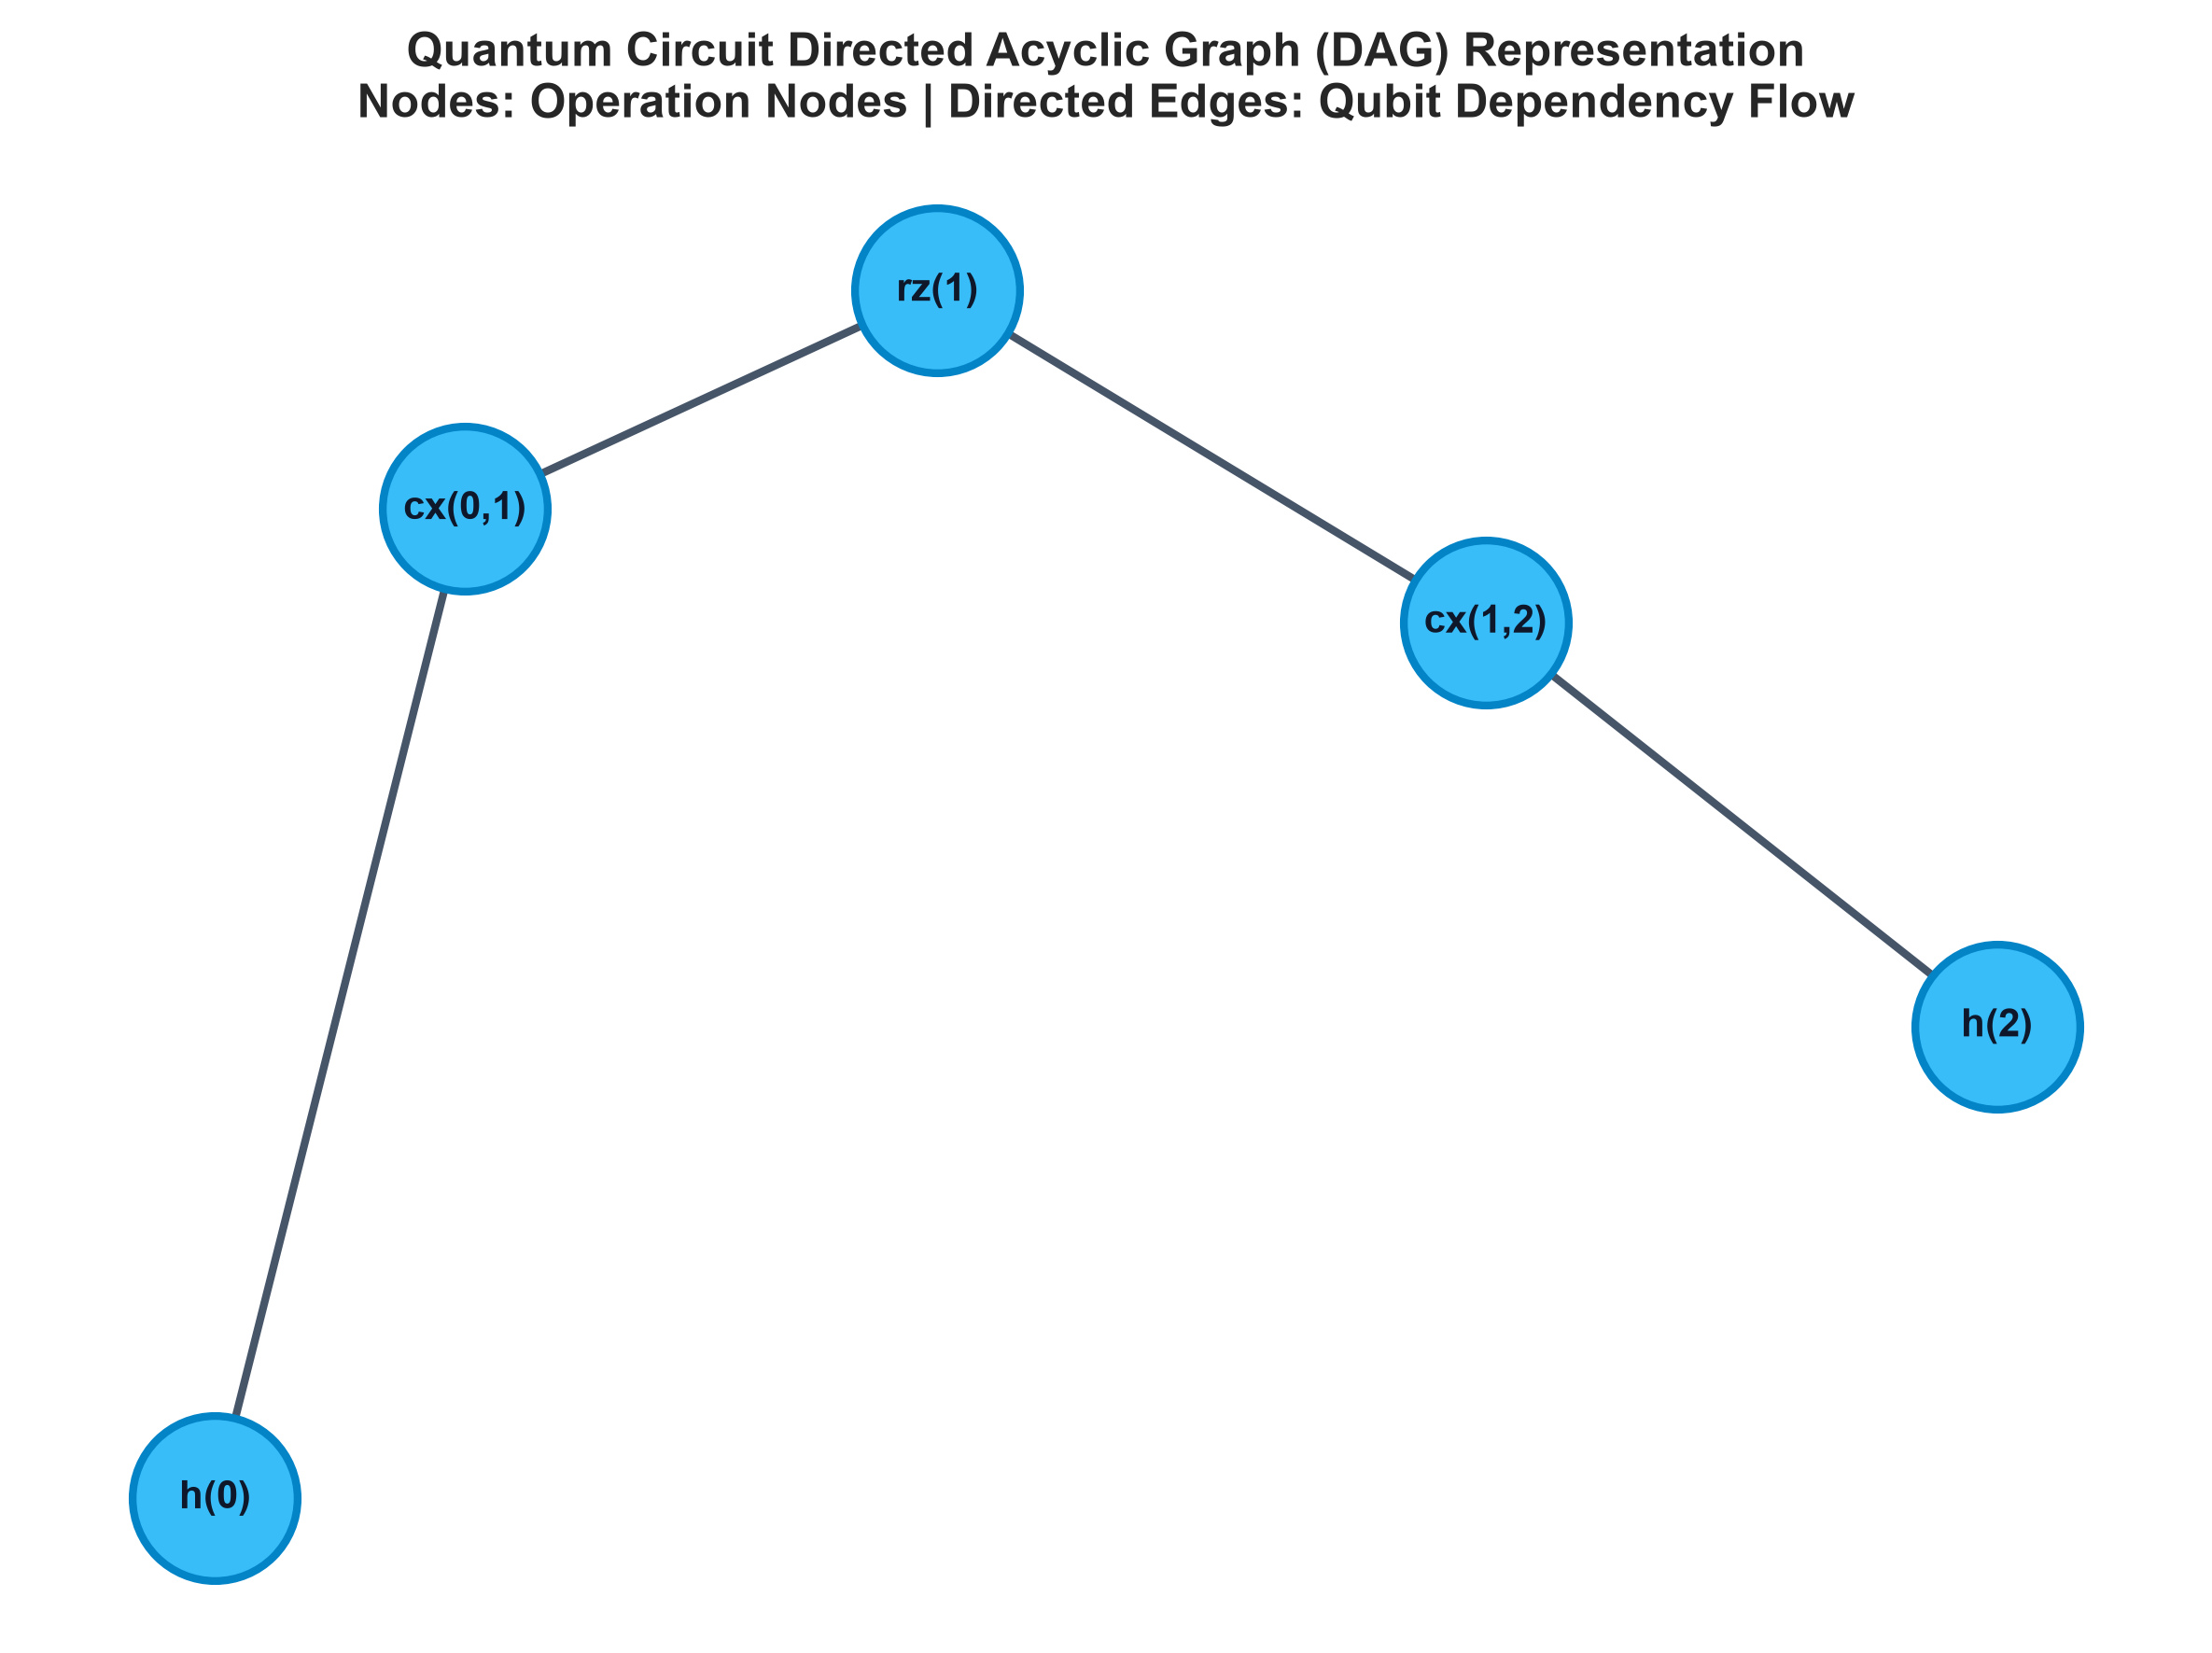 Quantum Circuit Directed Acyclic Graph (DAG) Representation
Nodes: Operation Nodes | Directed Edges: Qubit Dependency Flow
rz(1)
cx(0,1)
cx(1,2)
h(2)
h(0)